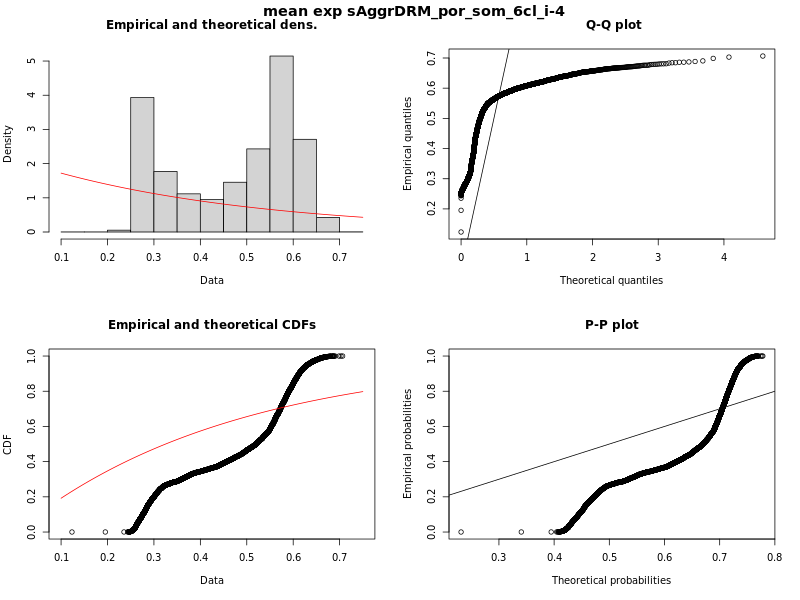 mean exp sAggrDRM_por_som_6cl_i-4
Empirical and theoretical dens.
Density
0 1 2 3 4 5
0.1 0.2 0.3 0.4 0.5 0.6 0.7
Data
Q-Q plot
Empirical quantiles
0.2 0.3 0.4 0.5 0.6 0.7
0 1 2 3 4
Theoretical quantiles
Empirical and theoretical CDFs
CDF
0.0 0.2 0.4 0.6 0.8 1.0
0.1 0.2 0.3 0.4 0.5 0.6 0.7
Data
P-P plot
Empirical probabilities
0.0 0.2 0.4 0.6 0.8 1.0
0.3 0.4 0.5 0.6 0.7 0.8
Theoretical probabilities